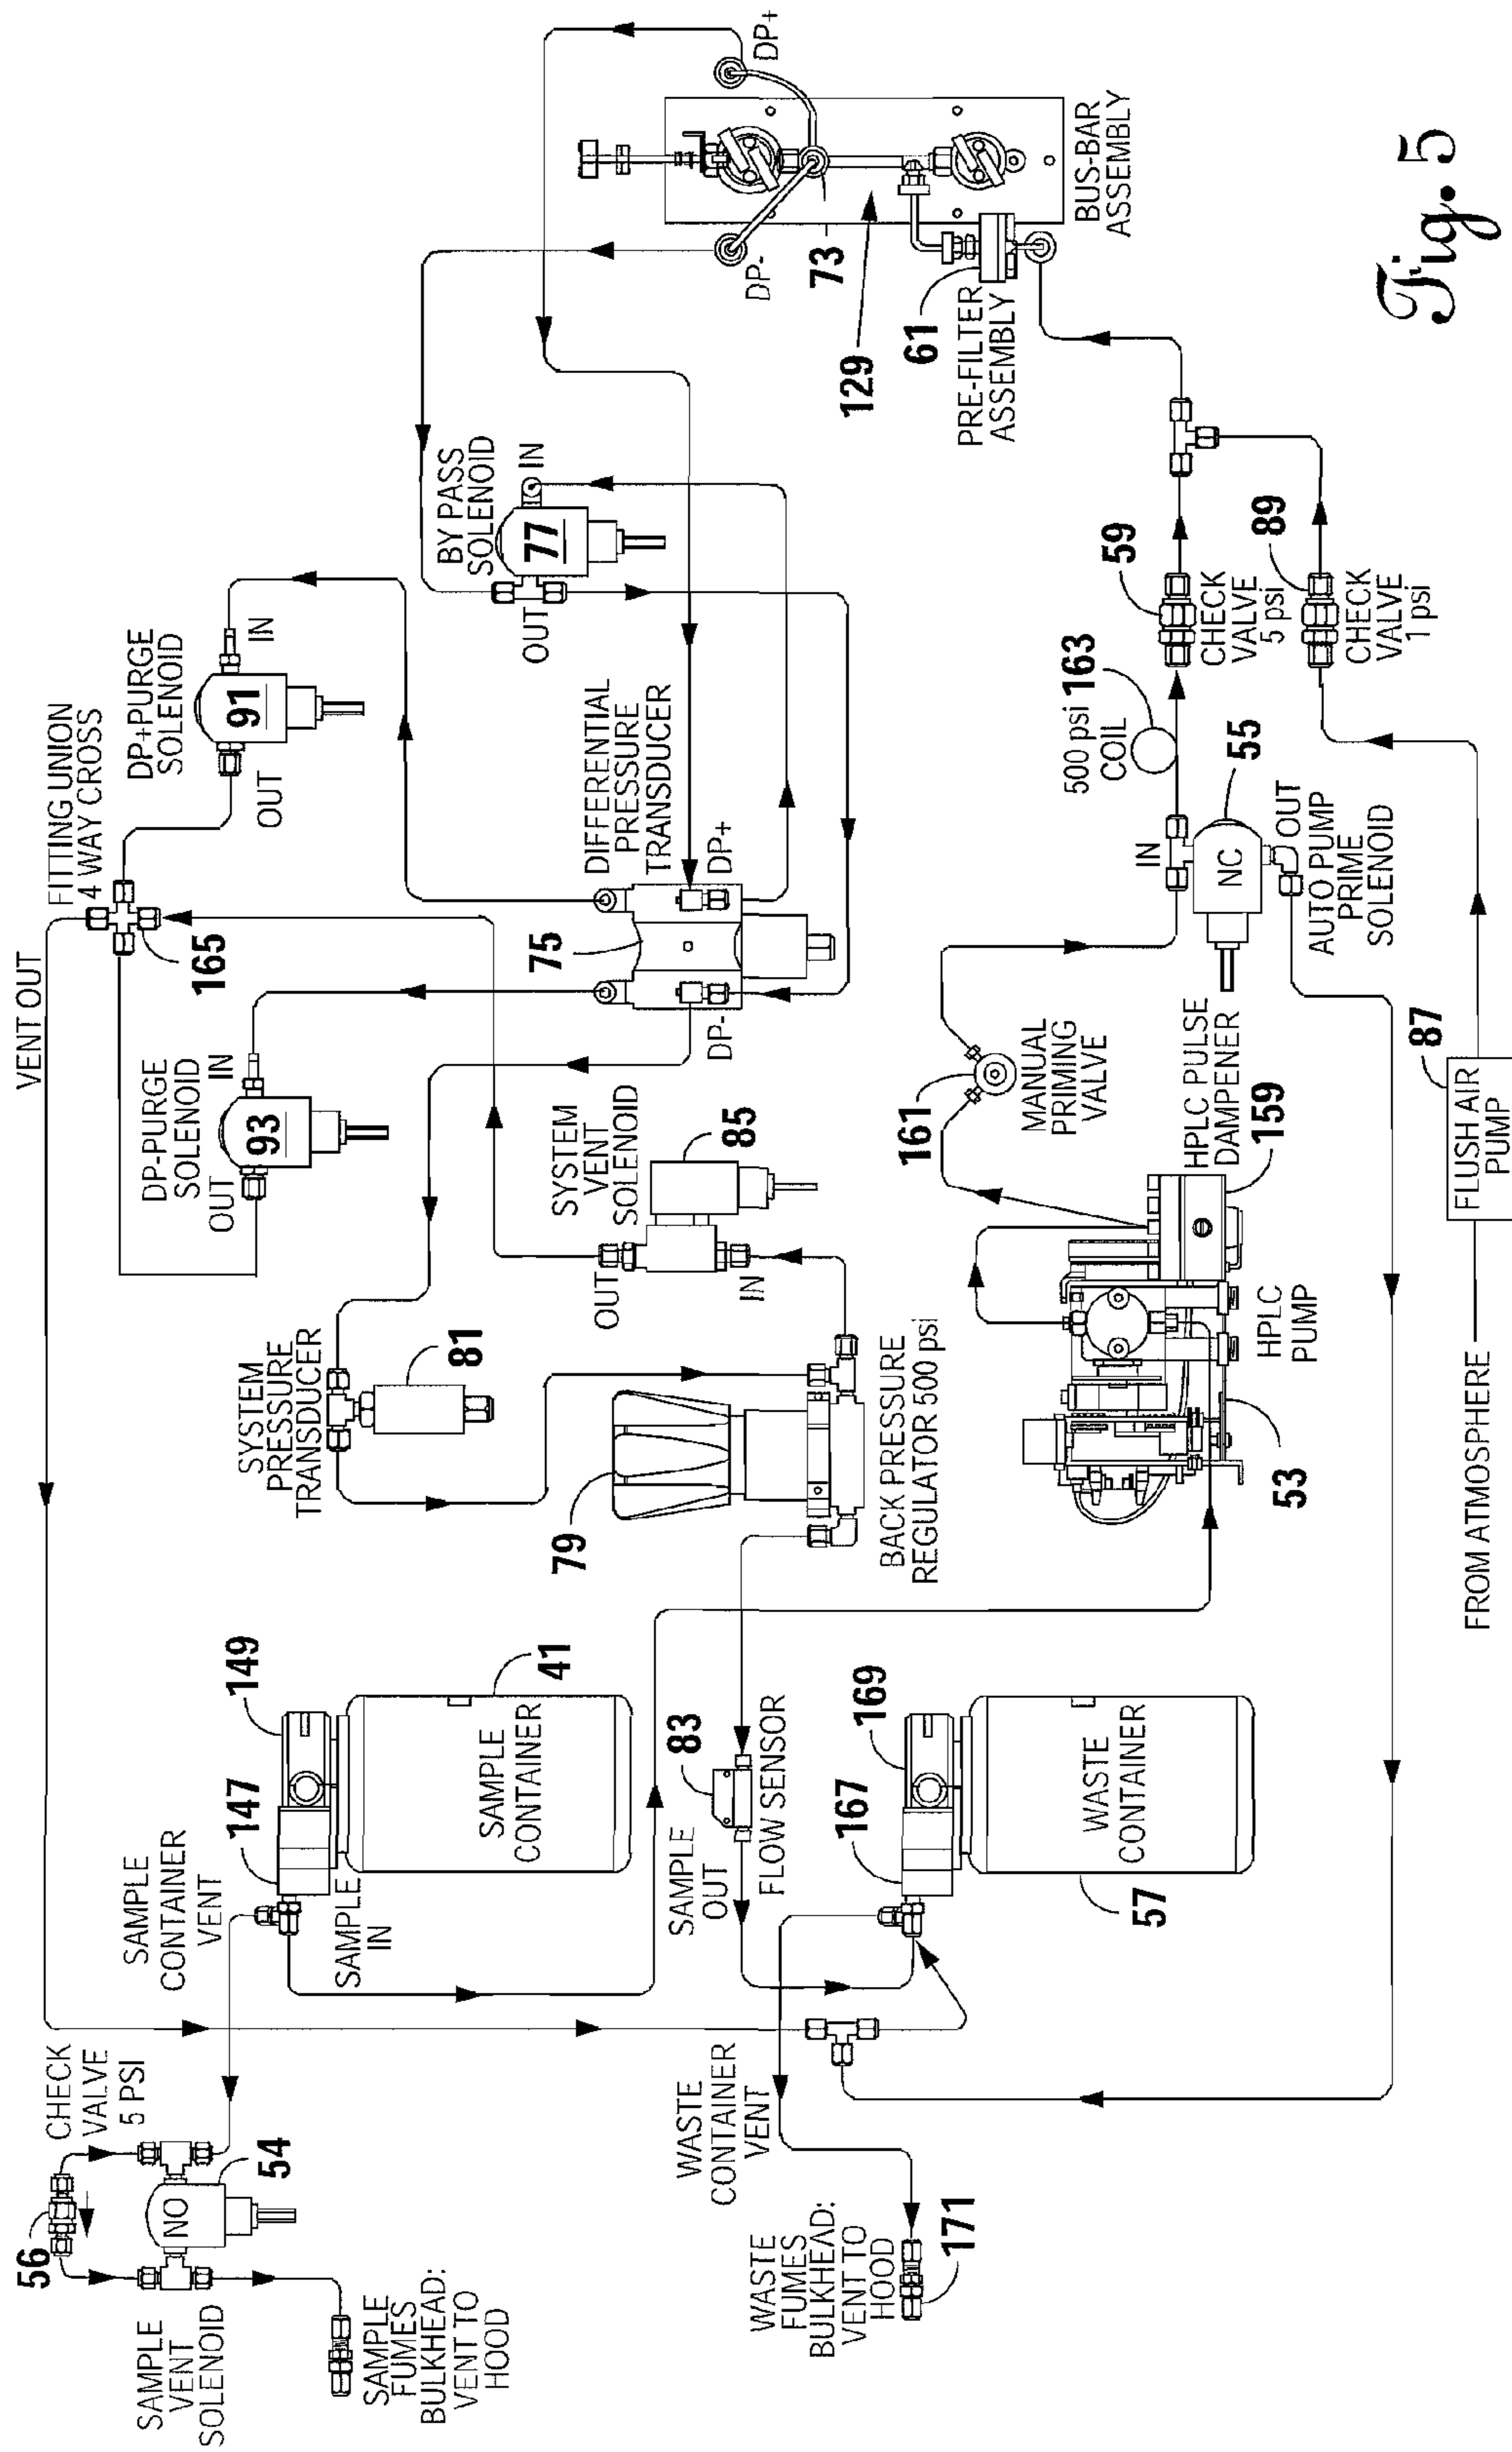 56
CHECK
VALVE
5 PSI
NO
54
SAMPLE
VENT
SOLENOID
SAMPLE
FUMES
BULKHEAD:
VENT TO
HOOD
VENT OUT
SAMPLE
CONTAINER
VENT
147
149
SAMPLE
IN
SAMPLE
CONTAINER
41
FITTING UNION
4 WAY CROSS
165
DP-PURGE
SOLENOID
93
IN
OUT
DP+PURGE
SOLENOID
91
IN
OUT
SYSTEM
PRESSURE
TRANSDUCER
81
79
BACK PRESSURE
REGULATOR 500 psi
SYSTEM
VENT
SOLENOID
85
OUT
IN
DIFFERENTIAL
PRESSURE
TRANSDUCER
75
DP-
DP+
BY PASS
SOLENOID
77
IN
OUT
DP-
DP+
73
129
61
PRE-FILTER
ASSEMBLY
BUS-BAR
ASSEMBLY
83
FLOW SENSOR
SAMPLE
OUT
WASTE
CONTAINER
VENT
167
169
WASTE
CONTAINER
57
WASTE
FUMES
BULKHEAD:
VENT TO
HOOD
171
53
HPLC
PUMP
HPLC PULSE
DAMPENER
159
161
MANUAL
PRIMING
VALVE
IN
NC
OUT
55
AUTO PUMP
PRIME
SOLENOID
500 psi
COIL
163
59
CHECK
VALVE
5 psi
89
CHECK
VALVE
1 psi
87
FLUSH AIR
PUMP
FROM ATMOSPHERE
Fig. 5